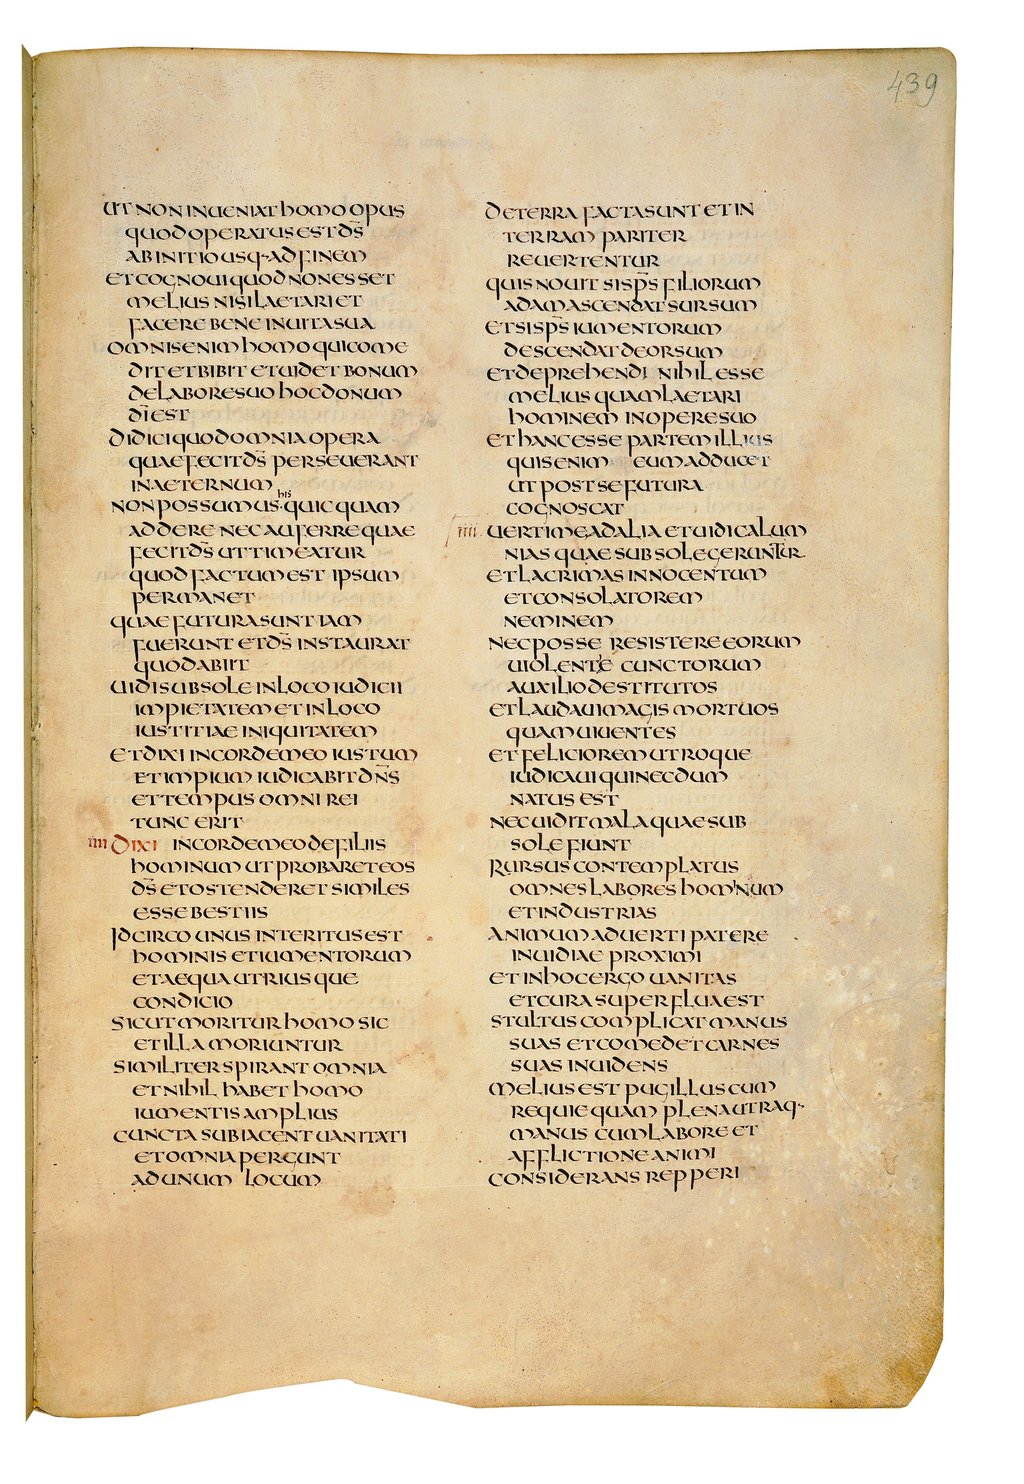 439
UT NON INUENIAT HOMO OPUS
QUOD OPERATUS EST D̄S
AB INITIO USQ· AD FINEM
ET COGNOUI QUOD NON ESSET
MELIUS NISI LAETARI ET
FACERE BENE IN UITA SUA
OMNIS ENIM HOMO QUI COME
DIT ET BIBIT ET UIDET BONUM
DE LABORE SUO HOC DONUM
D̄I EST
DIDICI QUOD OMNIA OPERA
QUAE FECIT D̄S PERSEUERANT
IN AETERNUM
NON POSSUMUS· his QUICQUAM
ADDERE NEC AUFERRE QUAE
FECIT D̄S UT TIMEATUR
QUOD FACTUM EST IPSUM
PERMANET
QUAE FUTURA SUNT IAM
FUERUNT ET D̄S INSTAURAT
QUOD ABIIT
UIDI SUB SOLE IN LOCO IUDICII
IMPIETATEM ET IN LOCO
IUSTITIAE INIQUITATEM
ET DIXI IN CORDE MEO IUSTUM
ET IMPIUM IUDICABIT DN̄S
ET TEMPUS OMNI REI
TUNC ERIT
IIII DIXI IN CORDE MEO DE FILIIS
HOMINUM UT PROBARET EOS
D̄S ET OSTENDERET SIMILES
ESSE BESTIIS
IDCIRCO UNUS INTERITUS EST
HOMINIS ET IUMENTORUM
ET AEQUA UTRIUSQUE
CONDICIO
SICUT MORITUR HOMO SIC
ET ILLA MORIUNTUR
SIMILITER SPIRANT OMNIA
ET NIHIL HABET HOMO
IUMENTIS AMPLIUS
CUNCTA SUBIACENT UANITATI
ET OMNIA PERGUNT
AD UNUM LOCUM
DE TERRA FACTA SUNT ET IN
TERRAM PARITER
REUERTENTUR
QUIS NOUIT SI SP̄S FILIORUM
ADAM ASCENDAT SURSUM
ET SI SP̄S IUMENTORUM
DESCENDAT DEORSUM
ET DEPREHENDI NIHIL ESSE
MELIUS QUAM LAETARI
HOMINEM IN OPERE SUO
ET HANC ESSE PARTEM ILLIUS
QUIS ENIM EUM ADDUCET
UT POST SE FUTURA
COGNOSCAT
IIII UERTI ME AD ALIA ET UIDI CALUM
NIAS QUAE SUB SOLE GERUNTUR
ET LACRIMAS INNOCENTUM
ET CONSOLATOREM
NEMINEM
NEC POSSE RESISTERE EORUM
UIOLENTIE CUNCTORUM
AUXILIO DESTITUTOS
ET LAUDAUI MAGIS MORTUOS
QUAM UIUENTES
ET FELICIOREM UTROQUE
IUDICAUI QUI NECDUM
NATUS EST
NEC UIDIT MALA QUAE SUB
SOLE FIUNT
RURSUS CONTEMPLATUS
OMNES LABORES HOMINUM
ET INDUSTRIAS
ANIMUM ADUERTI PATERE
INUIDIAE PROXIMI
ET IN HOC ERGO UANITAS
ET CURA SUPERFLUA EST
STULTUS COMPLICAT MANUS
SUAS ET COMEDET CARNES
SUAS INUIDENS
MELIUS EST PUGILLUS CUM
REQUIE QUAM PLENA UTRAQ·
MANUS CUM LABORE ET
AFFLICTIONE ANIMI
CONSIDERANS REPPERI